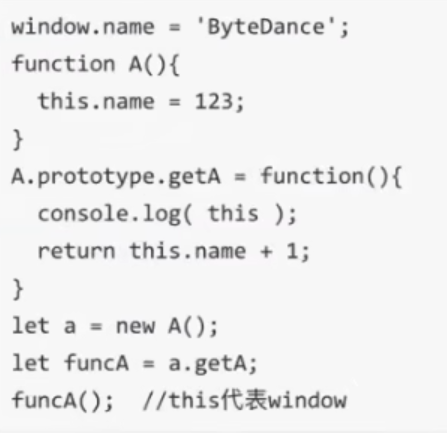 window.name = 'ByteDance';
function A(){
  this.name = 123;
}
A.prototype.getA = function(){
  console.log( this );
  return this.name + 1;
}
let a = new A();
let funcA = a.getA;
funcA();  //this代表window